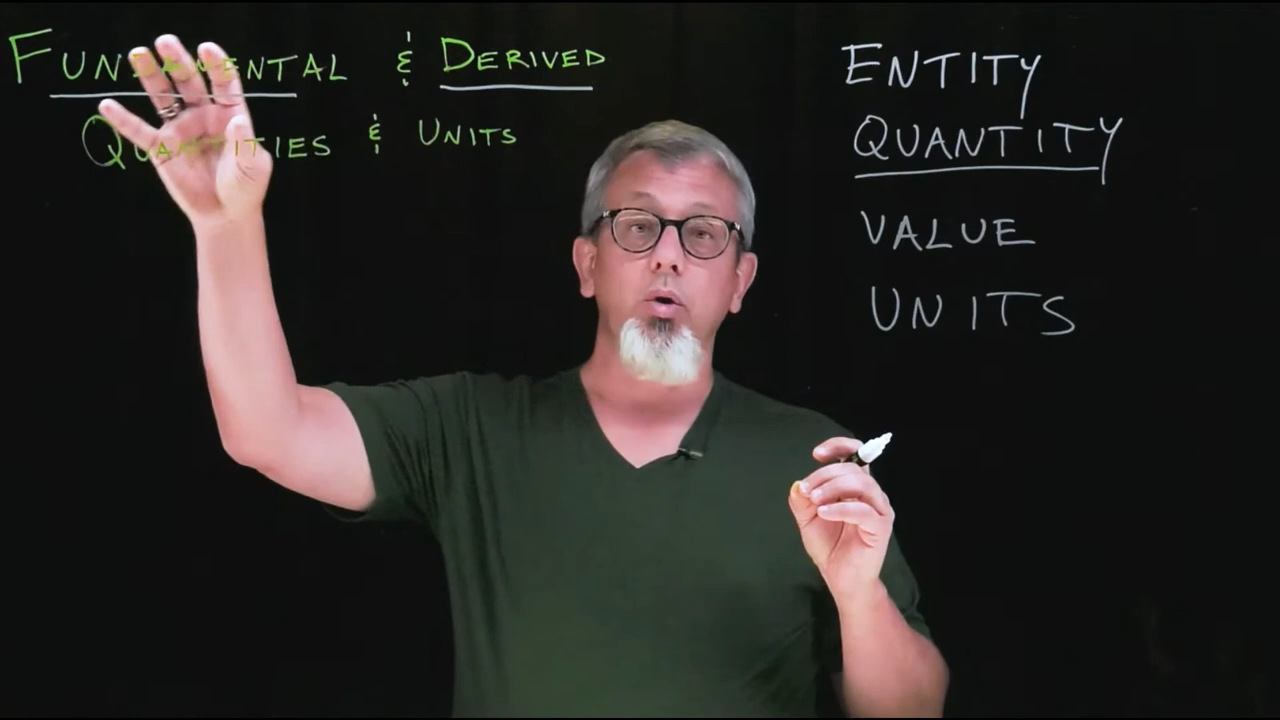 FUNDAMENTAL & DERIVED
QUANTITIES & UNITS
ENTITY
QUANTITY
VALUE
UNITS